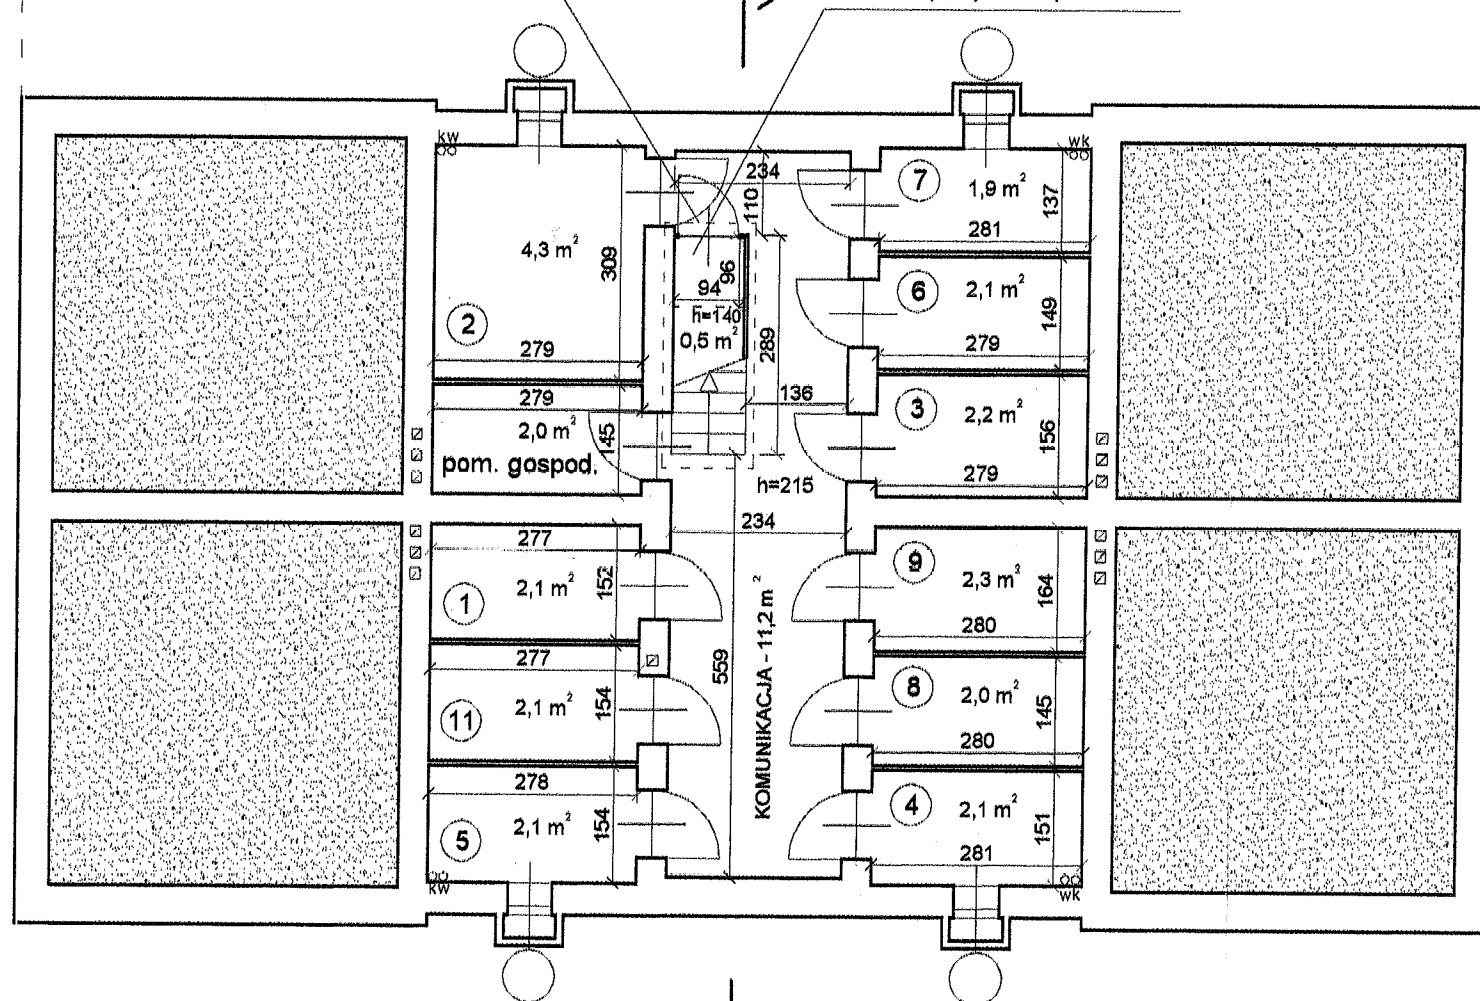 kw
wk
234
7
1,9 m²
137
110
281
4,3 m²
309
6
2,1 m²
149
96
94
h=140
0,5 m²
289
2
279
279
279
136
3
2,2 m²
156
2,0 m²
145
pom. gospod.
279
h=215
277
234
9
2,3 m²
164
1
2,1 m²
152
280
277
559
KOMUNIKACJA - 11,2 m²
8
2,0 m²
145
11
2,1 m²
154
280
278
4
2,1 m²
151
5
2,1 m²
154
281
kw
wk